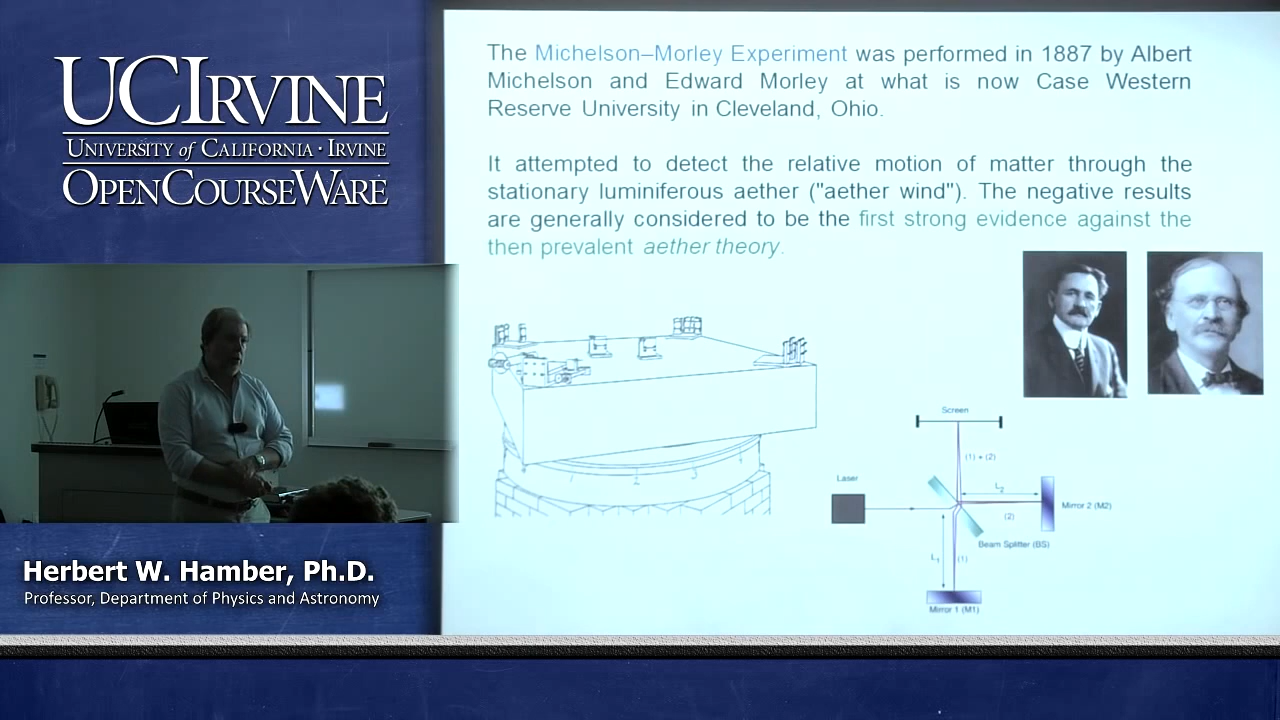 UCIRVINE
UNIVERSITY of CALIFORNIA · IRVINE
OPENCOURSEWARE
Herbert W. Hamber, Ph.D.
Professor, Department of Physics and Astronomy
The Michelson–Morley Experiment was performed in 1887 by Albert
Michelson and Edward Morley at what is now Case Western
Reserve University in Cleveland, Ohio.
It attempted to detect the relative motion of matter through the
stationary luminiferous aether ("aether wind"). The negative results
are generally considered to be the first strong evidence against the
then prevalent aether theory.
Screen
(1) + (2)
Laser
L2
Mirror 2 (M2)
(2)
Beam Splitter (BS)
L1
(1)
Mirror 1 (M1)